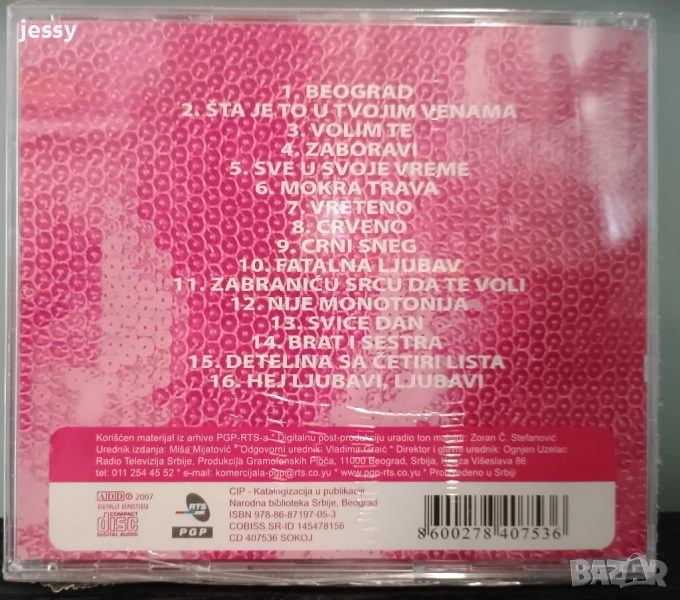 jessy
1. BEOGRAD
2. ŠTA JE TO U TVOJIM VENAMA
3. VOLIM TE
4. ZABORAVI
5. SVE U SVOJE VREME
6. MOKRA TRAVA
7. VRETENO
8. CRVENO
9. CRNI SNEG
10. FATALNA LJUBAV
11. ZABRANIĆU SRCU DA TE VOLI
12. NIJE MONOTONIJA
13. SVIĆE DAN
14. BRAT I SESTRA
15. DETELINA SA ČETIRI LISTA
16. HEJ LJUBAVI, LJUBAVI
Korišćen materijal iz arhive PGP-RTS-a * Digitalnu post-produkciju uradio ton majstor: Zoran Č. Stefanović
Urednik izdanja: Miša Mijatović * Odgovorni urednik: Vladimir Graić * Direktor i glavni urednik: Ognjen Uzelac
Radio Televizija Srbije, Produkcija Gramofonskih Ploča, 11000 Beograd, Srbija, Kneza Višeslava 86
tel: 011 254 45 52 * e-mail: komercijala-pgp@rts.co.yu * www.pgp-rts.co.yu * Proizvedeno u Srbiji
ADD ℗ 2007.
DIGITALLY REMASTERED
COMPACT
disc
DIGITAL AUDIO
RTS
PGP
CIP - Katalogizacija u publikaciji
Narodna biblioteka Srbije, Beograd
ISBN 978-86-87197-05-3
COBISS.SR-ID 145478156
CD 407536 SOKOJ
8600278 407536
BAZAR